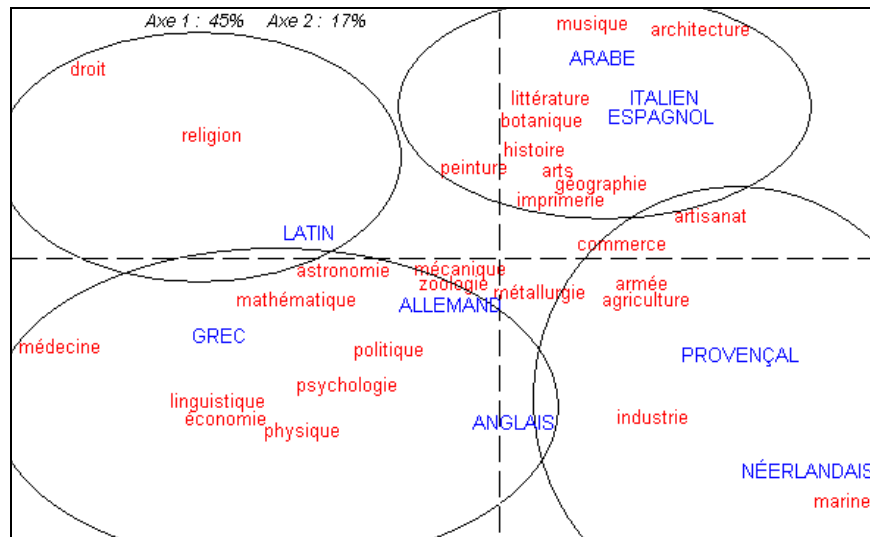 Axe 1 : 45% Axe 2 : 17%
musique
architecture
droit
ARABE
littérature
ITALIEN
botanique
ESPAGNOL
religion
histoire
peinture
arts
géographie
imprimerie
artisanat
LATIN
commerce
astronomie
mécanique
zoologie
armée
mathématique
métallurgie
agriculture
ALLEMAND
GREC
médecine
politique
PROVENÇAL
psychologie
linguistique
économie
ANGLAIS
industrie
physique
NÉERLANDAIS
marine